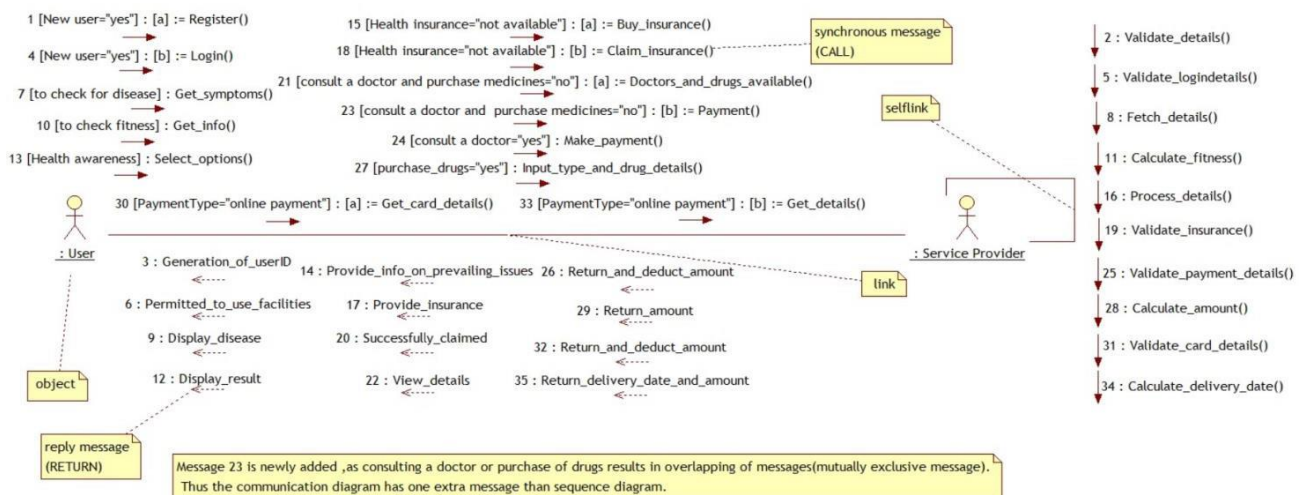 1 [New user="yes"] : [a] := Register()
4 [New user="yes"] : [b] := Login()
7 [to check for disease] : Get_symptoms()
10 [to check fitness] : Get_info()
13 [Health awareness] : Select_options()
15 [Health insurance="not available"] : [a] := Buy_insurance()
18 [Health insurance="not available"] : [b] := Claim_insurance()
21 [consult a doctor and purchase medicines="no"] : [a] := Doctors_and_drugs_available()
23 [consult a doctor and purchase medicines="no"] : [b] := Payment()
24 [consult a doctor="yes"] : Make_payment()
27 [purchase_drugs="yes"] : Input_type_and_drug_details()
30 [PaymentType="online payment"] : [a] := Get_card_details()
33 [PaymentType="online payment"] : [b] := Get_details()
synchronous message
(CALL)
selflink
2 : Validate_details()
5 : Validate_logindetails()
8 : Fetch_details()
11 : Calculate_fitness()
16 : Process_details()
19 : Validate_insurance()
25 : Validate_payment_details()
28 : Calculate_amount()
31 : Validate_card_details()
34 : Calculate_delivery_date()
: User
: Service Provider
3 : Generation_of_userID
6 : Permitted_to_use_facilities
9 : Display_disease
12 : Display_result
14 : Provide_info_on_prevailing_issues
17 : Provide_insurance
20 : Successfully_claimed
22 : View_details
26 : Return_and_deduct_amount
29 : Return_amount
32 : Return_and_deduct_amount
35 : Return_delivery_date_and_amount
link
object
reply message
(RETURN)
Message 23 is newly added ,as consulting a doctor or purchase of drugs results in overlapping of messages(mutually exclusive message).
Thus the communication diagram has one extra message than sequence diagram.